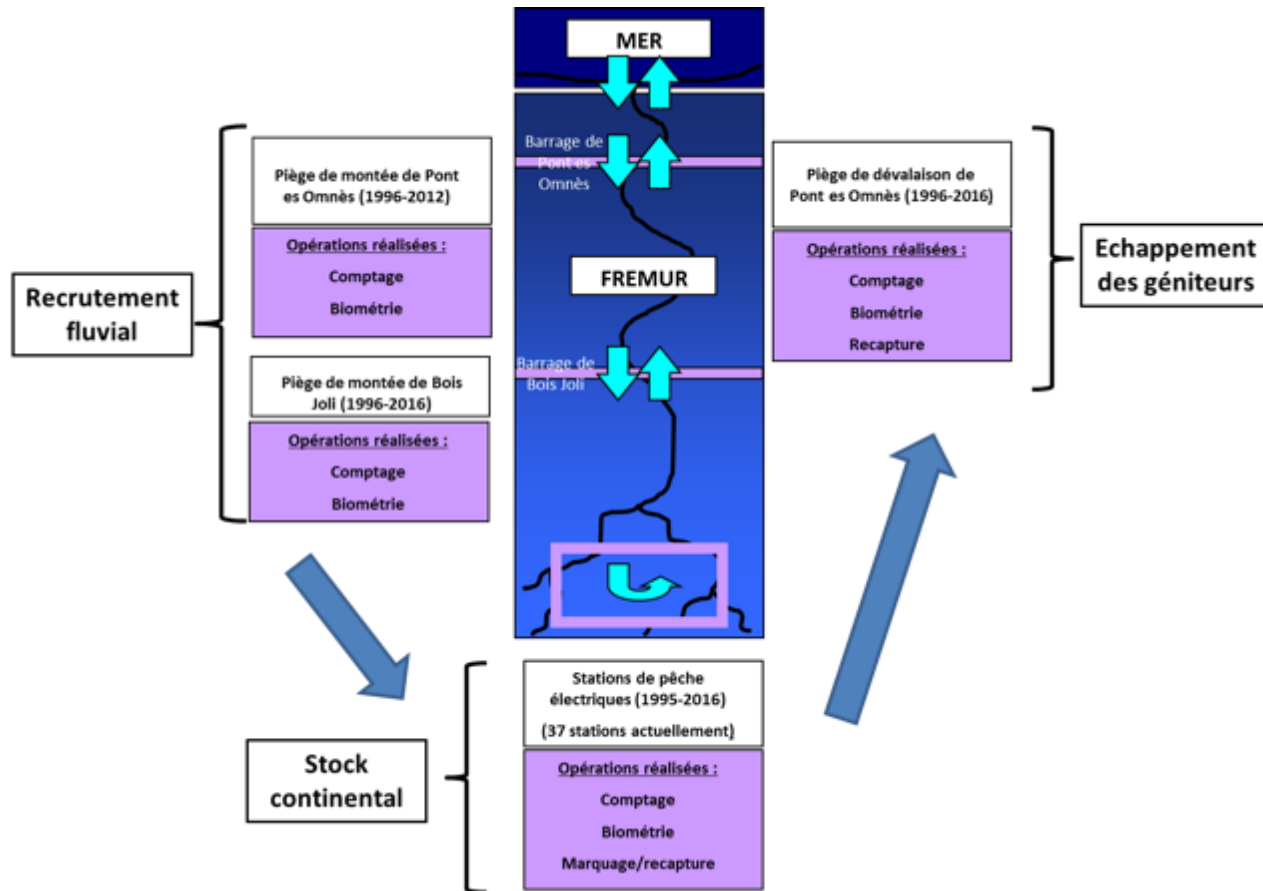 MER
Barrage de
Pont es
Omnès
FREMUR
Barrage de
Bois Joli
Recrutement
fluvial
Piège de montée de Pont
es Omnès (1996-2012)
Opérations réalisées :
Comptage
Biométrie
Piège de montée de Bois
Joli (1996-2016)
Opérations réalisées :
Comptage
Biométrie
Piège de dévalaison de
Pont es Omnès (1996-2016)
Opérations réalisées :
Comptage
Biométrie
Recapture
Echappement
des géniteurs
Stock
continental
Stations de pêche
électriques (1995-2016)
(37 stations actuellement)
Opérations réalisées :
Comptage
Biométrie
Marquage/recapture